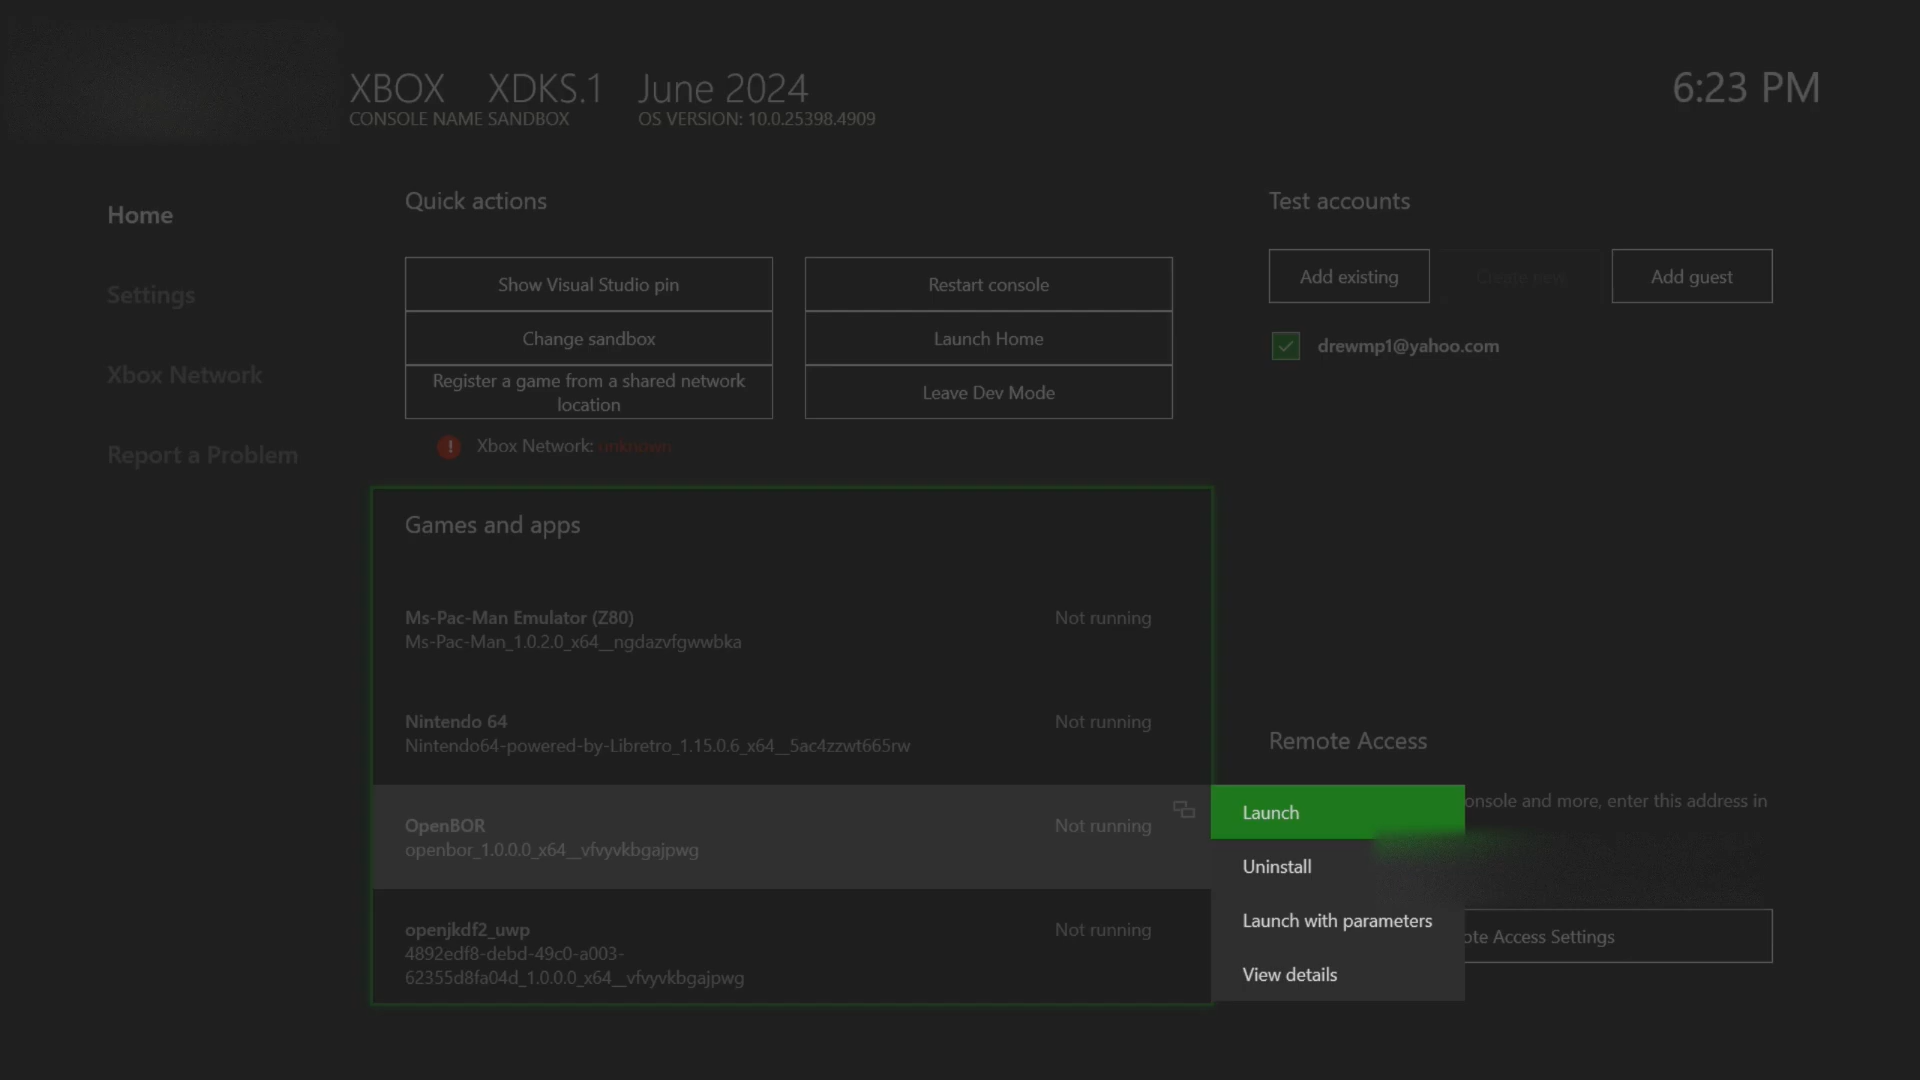 XBOX XDKS.1 June 2024
CONSOLE NAME SANDBOX OS VERSION: 10.0.25398.4909
6:23 PM
Home
Settings
Xbox Network
Report a Problem
Quick actions
Show Visual Studio pin
Change sandbox
Register a game from a shared network
location
Restart console
Launch Home
Leave Dev Mode
Xbox Network: unknown
Test accounts
Add existing
Create new
Add guest
drewmp1@yahoo.com
Games and apps
Ms-Pac-Man Emulator (Z80) Not running
Ms-Pac-Man_1.0.2.0_x64__ngdazvfgwwbka
Nintendo 64 Not running
Nintendo64-powered-by-Libretro_1.15.0.6_x64__5ac4zzwt665rw
OpenBOR Not running
openbor_1.0.0.0_x64__vfvyvkbgajpwg
openjkdf2_uwp Not running
4892edf8-debd-49c0-a003-
62355d8fa04d_1.0.0.0_x64__vfvyvkbgajpwg
Launch
Uninstall
Launch with parameters
View details
Remote Access
onsole and more, enter this address in
ote Access Settings